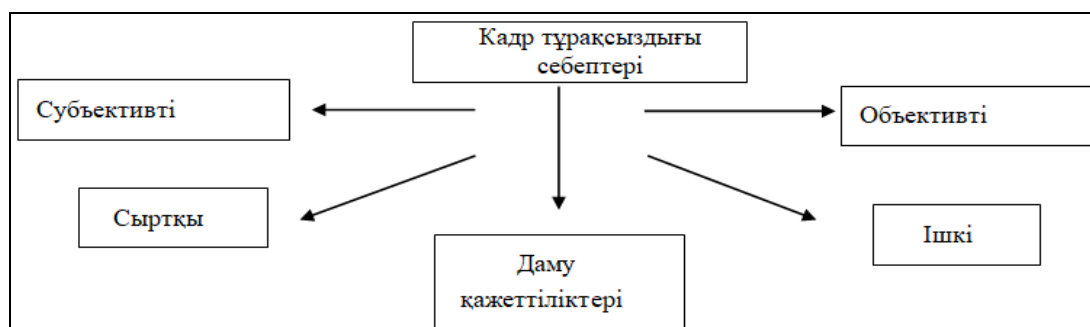 Кадр тұрақсыздығы
себептері
Субъективті
Объективті
Сыртқы
Ішкі
Даму
қажеттіліктері